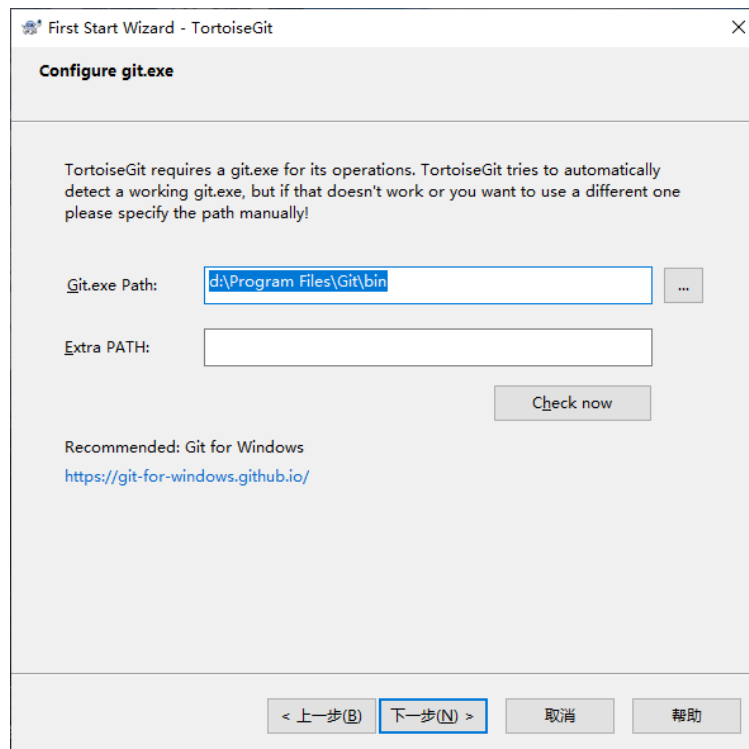 First Start Wizard - TortoiseGit
Configure git.exe
TortoiseGit requires a git.exe for its operations. TortoiseGit tries to automatically
detect a working git.exe, but if that doesn't work or you want to use a different one
please specify the path manually!
Git.exe Path:
d:\Program Files\Git\bin
...
Extra PATH:
Check now
Recommended: Git for Windows
https://git-for-windows.github.io/
< 上一步(B)
下一步(N) >
取消
帮助